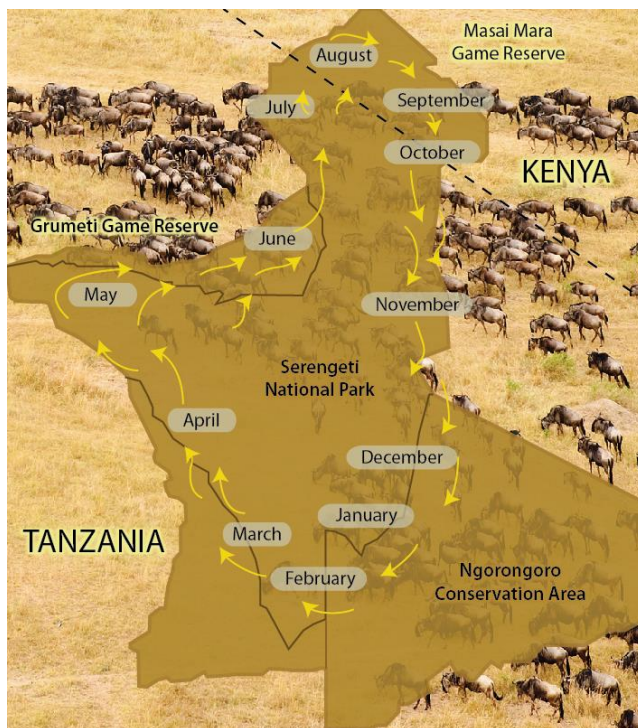 Masai Mara
Game Reserve
August
July
September
October
KENYA
Grumeti Game Reserve
June
May
November
Serengeti
National Park
April
December
January
TANZANIA
March
February
Ngorongoro
Conservation Area